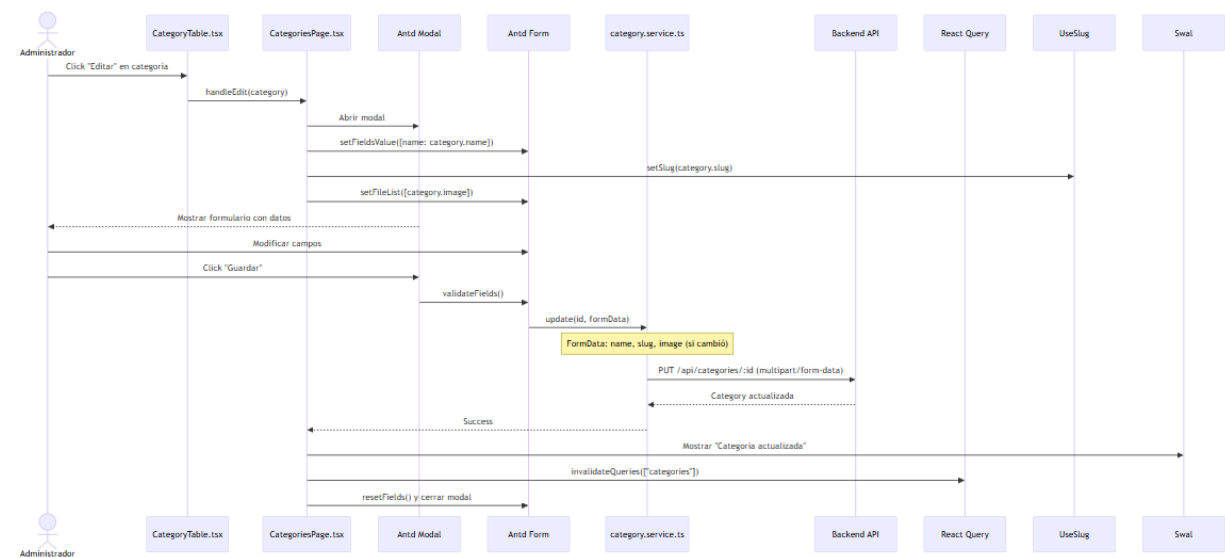 CategoryTable.tsx CategoriesPage.tsx Antd Modal Antd Form category.service.ts Backend API React Query UseSlug Swal
Administrador
Click "Editar" en categoría
handleEdit(category)
Abrir modal
setFieldsValue([name: category.name])
setSlug(category.slug)
setFileList([category.image])
Mostrar formulario con datos
Modificar campos
Click "Guardar"
validateFields()
update(id, formData)
FormData: name, slug, image (si cambió)
PUT /api/categories/:id (multipart/form-data)
Category actualizada
Success
Mostrar "Categoría actualizada"
invalidateQueries(["categories"])
resetFields() y cerrar modal
CategoryTable.tsx CategoriesPage.tsx Antd Modal Antd Form category.service.ts Backend API React Query UseSlug Swal
Administrador